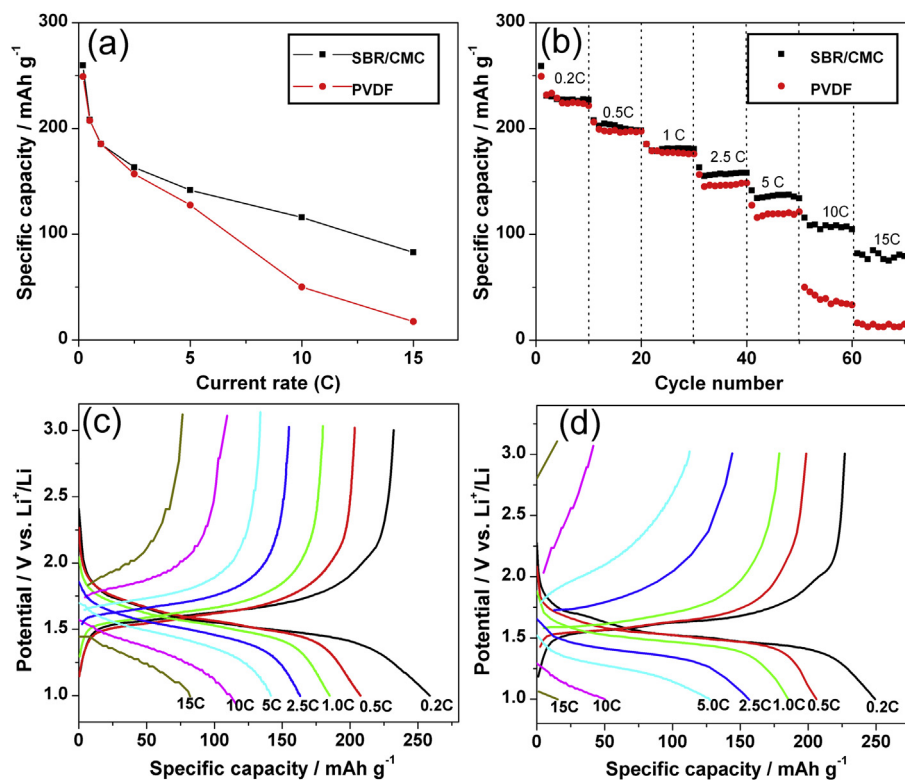 (a)
SBR/CMC
PVDF
300
200
100
0
0
5
10
15
Specific capacity / mAh g⁻¹
Current rate (C)
(b)
SBR/CMC
PVDF
0.2C
0.5C
1 C
2.5 C
5 C
10C
15C
300
200
100
0
0
20
40
60
Specific capacity / mAh g⁻¹
Cycle number
(c)
3.0
2.5
2.0
1.5
1.0
15C
10C
5C
2.5C
1.0C
0.5C
0.2C
0
50
100
150
200
250
Potential / V vs. Li⁺/Li
Specific capacity / mAh g⁻¹
(d)
3.0
2.5
2.0
1.5
1.0
15C
10C
5.0C
2.5C
1.0C
0.5C
0.2C
0
50
100
150
200
250
Potential / V vs. Li⁺/Li
Specific capacity / mAh g⁻¹